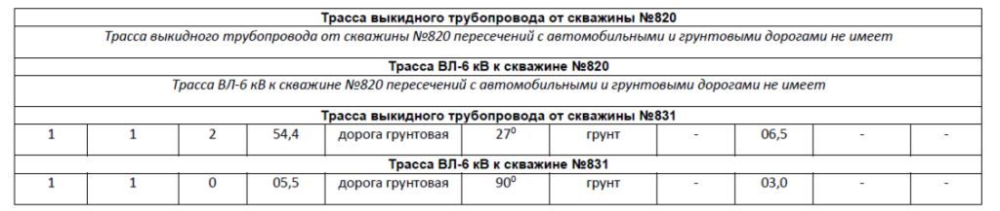 Трасса выкидного трубопровода от скважины №820
Трасса выкидного трубопровода от скважины №820 пересечений с автомобильными и грунтовыми дорогами не имеет
Трасса ВЛ-6 кВ к скважине №820
Трасса ВЛ-6 кВ к скважине №820 пересечений с автомобильными и грунтовыми дорогами не имеет
Трасса выкидного трубопровода от скважины №831
1 1 2 54,4 дорога грунтовая 27⁰ грунт - 06,5 - -
Трасса ВЛ-6 кВ к скважине №831
1 1 0 05,5 дорога грунтовая 90⁰ грунт - 03,0 - -